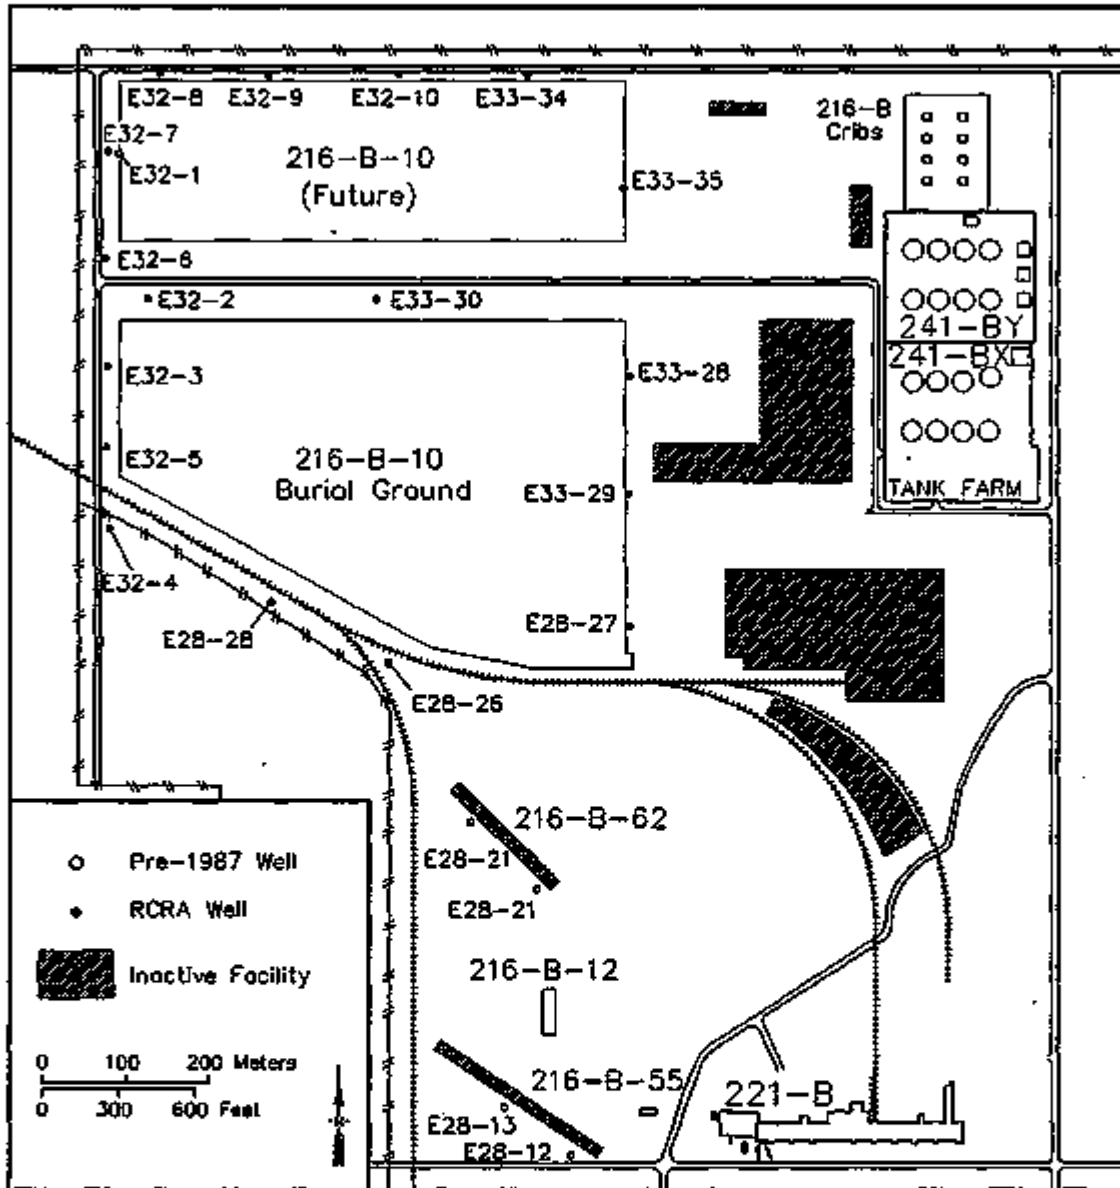 E32-8 E32-9 E32-10 E33-34
216-B
Cribs
E32-7
E32-1
216-B-10
(Future)
E33-35
E32-6
E32-2
E33-30
241-BY
241-BX
E32-3
E33-28
E32-5
216-B-10
Burial Ground
E33-29
TANK FARM
E32-4
E28-28
E28-27
E28-26
216-B-62
E28-21
E28-21
216-B-12
216-B-55
E28-13
E28-12
221-B
Pre-1987 Well
RCRA Well
Inactive Facility
0 100 200 Meters
0 300 600 Feet